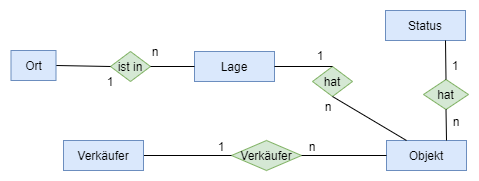 Status
n
1
Ort
ist in
Lage
1
1
hat
hat
n
n
1
n
Verkäufer
Verkäufer
Objekt